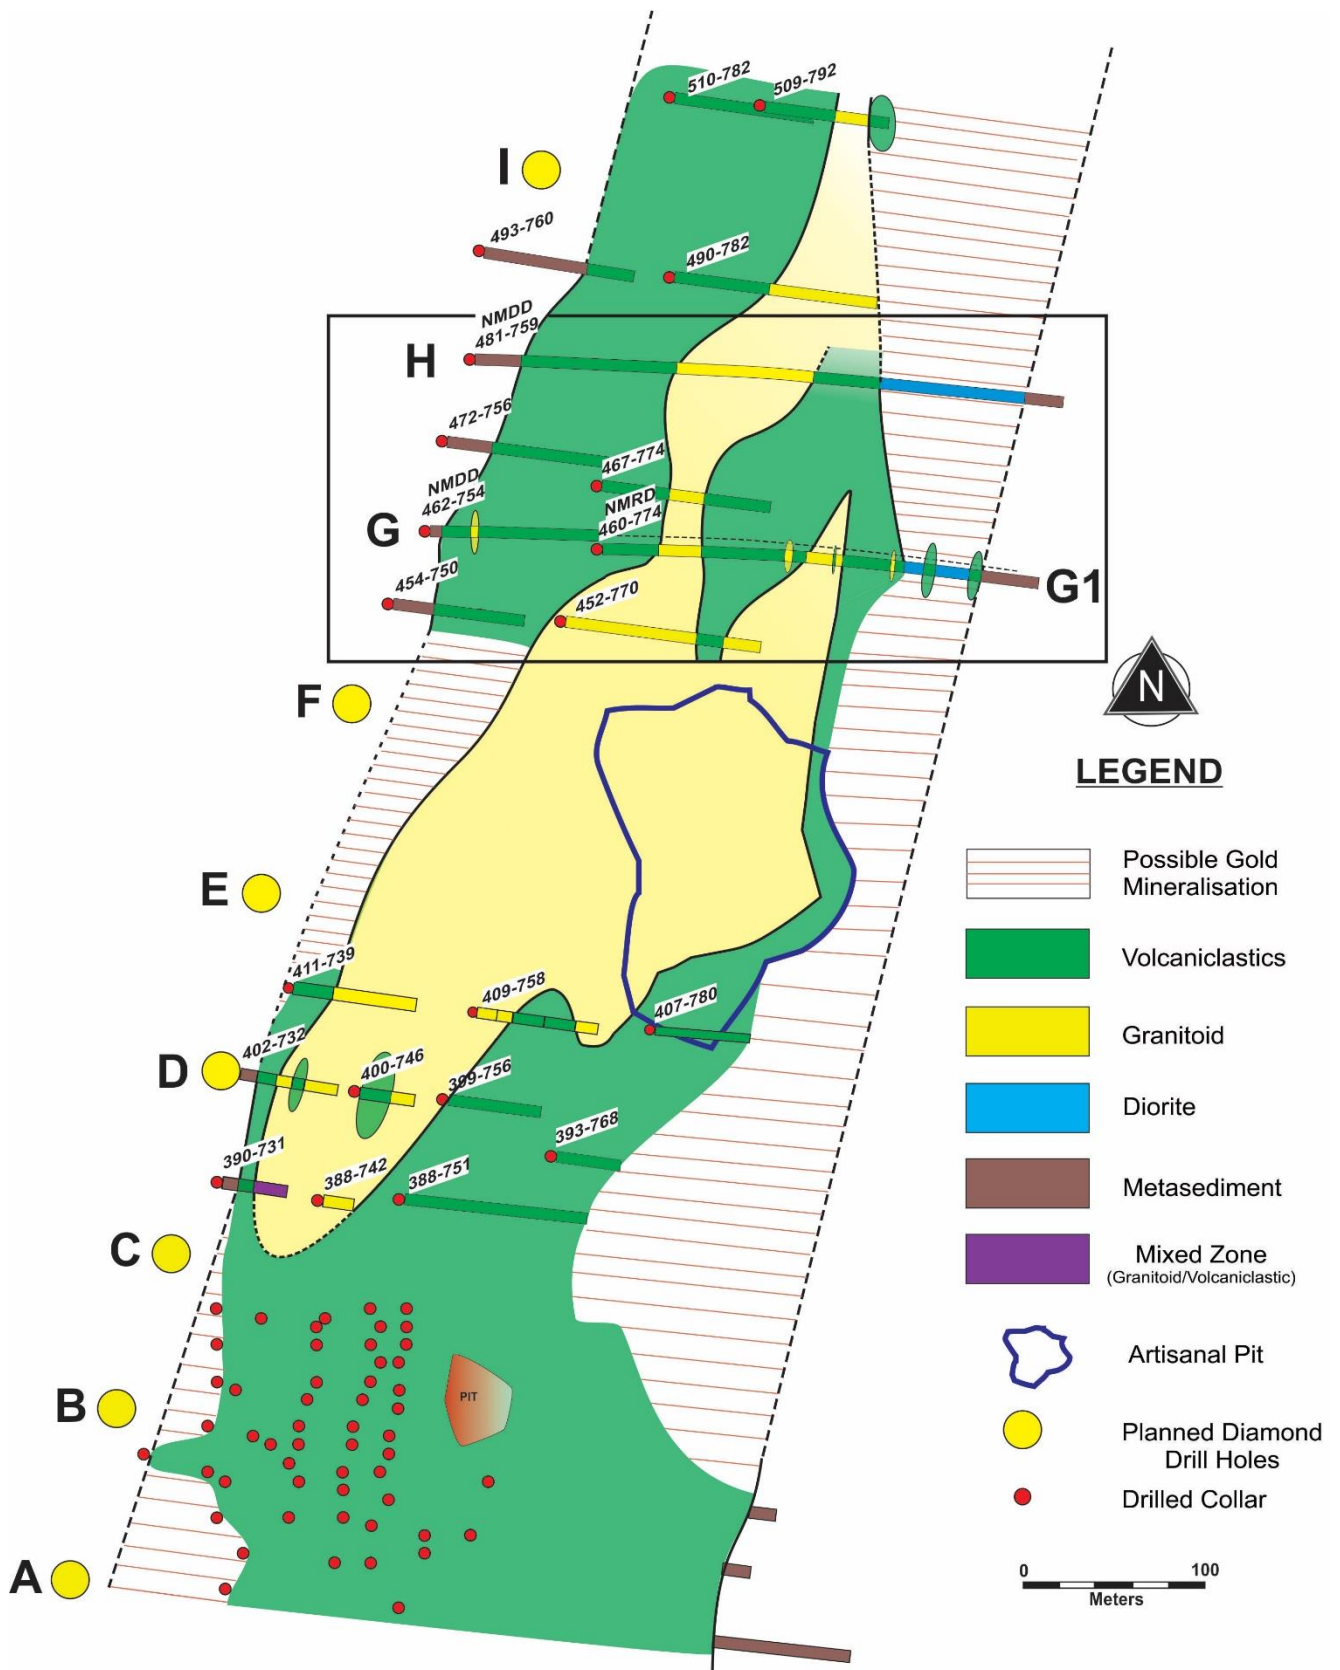 510-782
509-792
I
493-760
490-782
NMDD
481-759
H
472-756
467-774
NMDD
462-754
NMRD
460-774
G
G1
454-750
452-770
N
F
LEGEND
Possible Gold
Mineralisation
E
Volcaniclastics
411-739
409-758
407-780
Granitoid
402-732
D
400-746
399-756
Diorite
393-768
390-731
388-742
388-751
Metasediment
C
Mixed Zone
(Granitoid/Volcaniclastic)
Artisanal Pit
PIT
B
Planned Diamond
Drill Holes
Drilled Collar
A
0 100
Meters